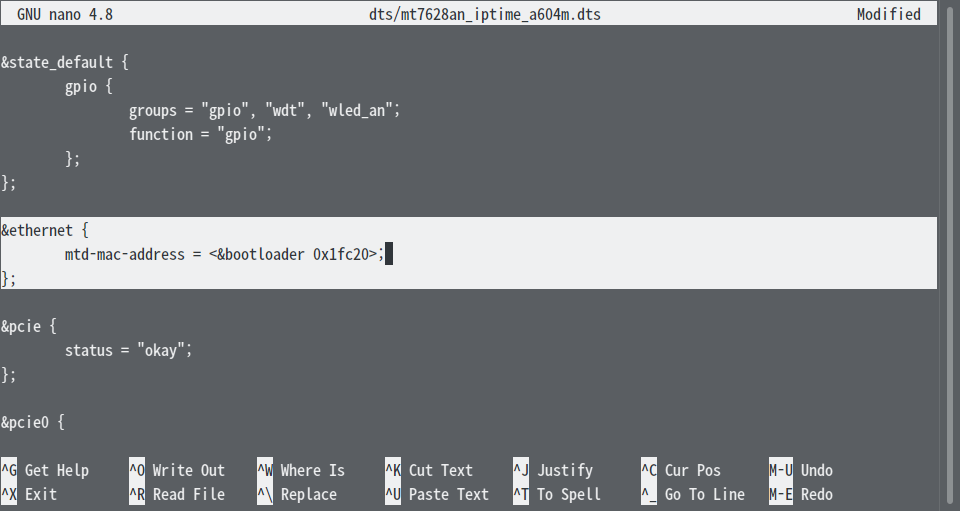 GNU nano 4.8 dts/mt7628an_iptime_a604m.dts Modified
&state_default {
gpio {
groups = "gpio", "wdt", "wled_an";
function = "gpio";
};
};
&ethernet {
mtd-mac-address = <&bootloader 0x1fc20>;
};
&pcie {
status = "okay";
};
&pcie0 {
^G Get Help ^O Write Out ^W Where Is ^K Cut Text ^J Justify ^C Cur Pos M-U Undo
^X Exit ^R Read File ^\ Replace ^U Paste Text ^T To Spell ^_ Go To Line M-E Redo